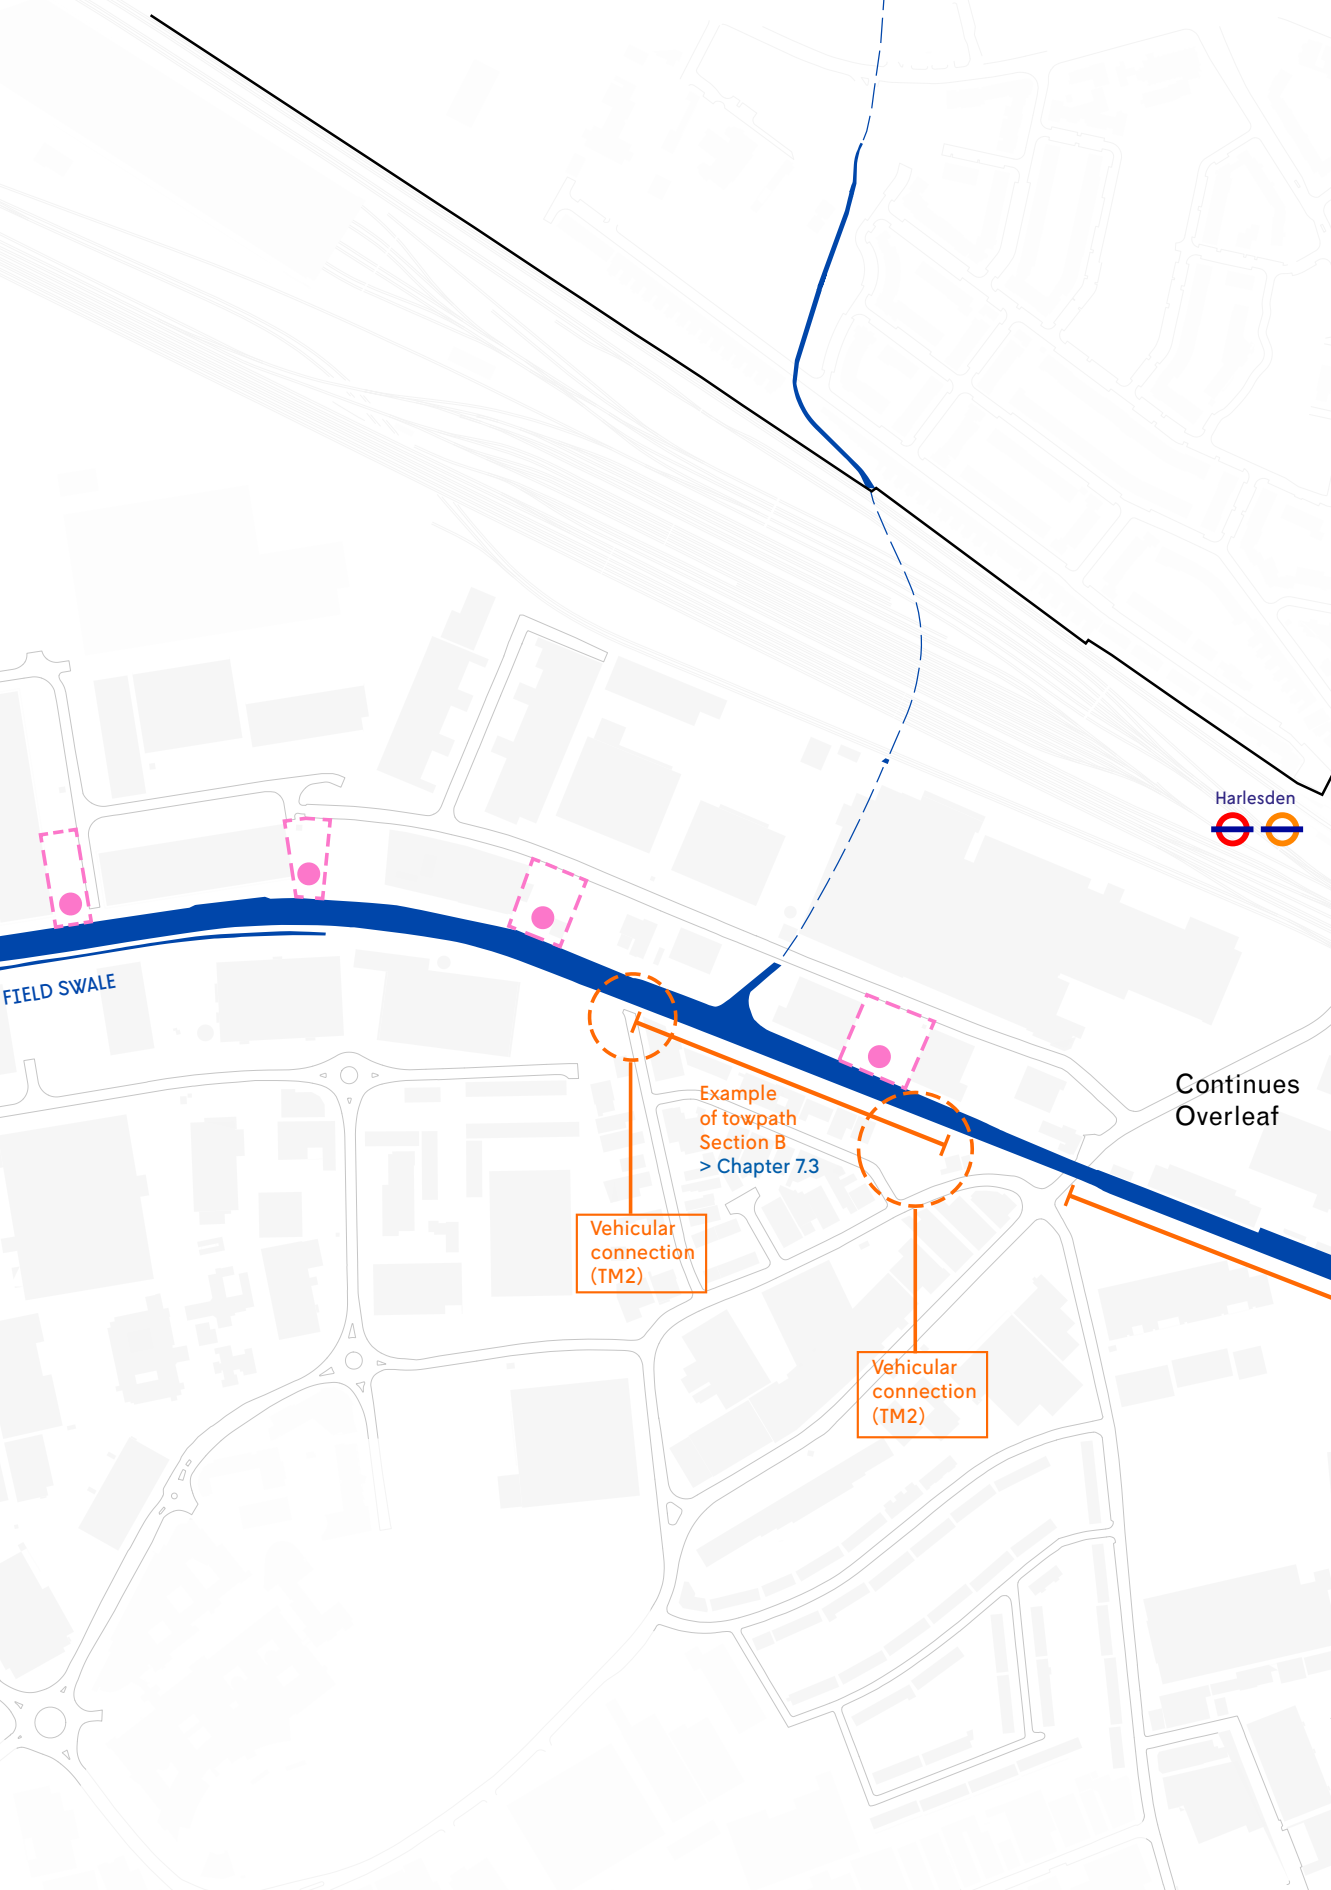 Harlesden
FIELD SWALE
Continues
Overleaf
Example
of towpath
Section B
> Chapter 7.3
Vehicular
connection
(TM2)
Vehicular
connection
(TM2)